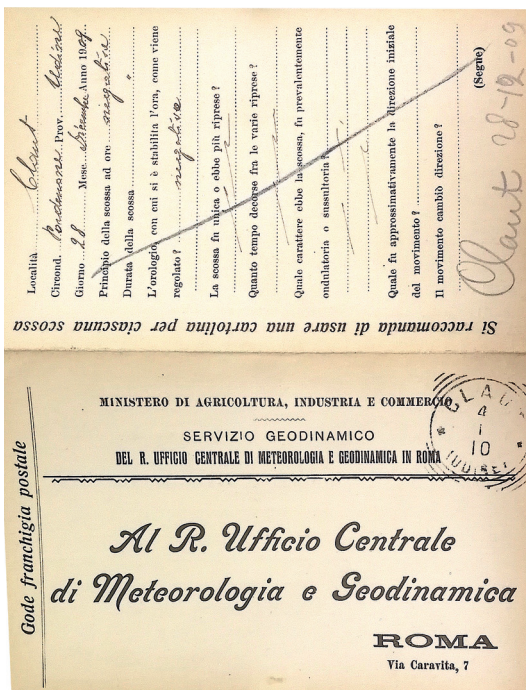 Località Claut
Circond. Pordenone Prov. Udine
Giorno 28 Mese Dicembre Anno 1909
Principio della scossa ad ore negativa
Durata della scossa
L'orologio, con cui si è stabilita l'ora, come viene
regolato? negativa
La scossa fu unica o ebbe più riprese?
Quanto tempo decorse fra le varie riprese?
Quale carattere ebbe la scossa, fu prevalentemente
ondulatoria o sussultoria?
Quale fu approssimativamente la direzione iniziale
del movimento?
Il movimento cambiò direzione?
(Segue)
Claut 28-12-09
Si raccomanda di usare una cartolina per ciascuna scossa
Gode franchigia postale
MINISTERO DI AGRICOLTURA, INDUSTRIA E COMMERCIO
SERVIZIO GEODINAMICO
DEL R. UFFICIO CENTRALE DI METEOROLOGIA E GEODINAMICA IN ROMA
CLAUT
4
1
10
(UDINE)
Al R. Ufficio Centrale
di Meteorologia e Geodinamica
ROMA
Via Caravita, 7